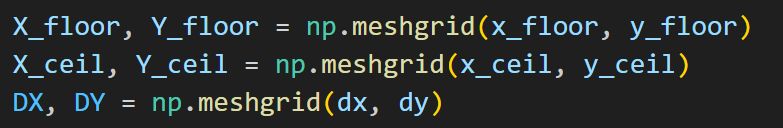 X_floor, Y_floor = np.meshgrid(x_floor, y_floor)
X_ceil, Y_ceil = np.meshgrid(x_ceil, y_ceil)
DX, DY = np.meshgrid(dx, dy)